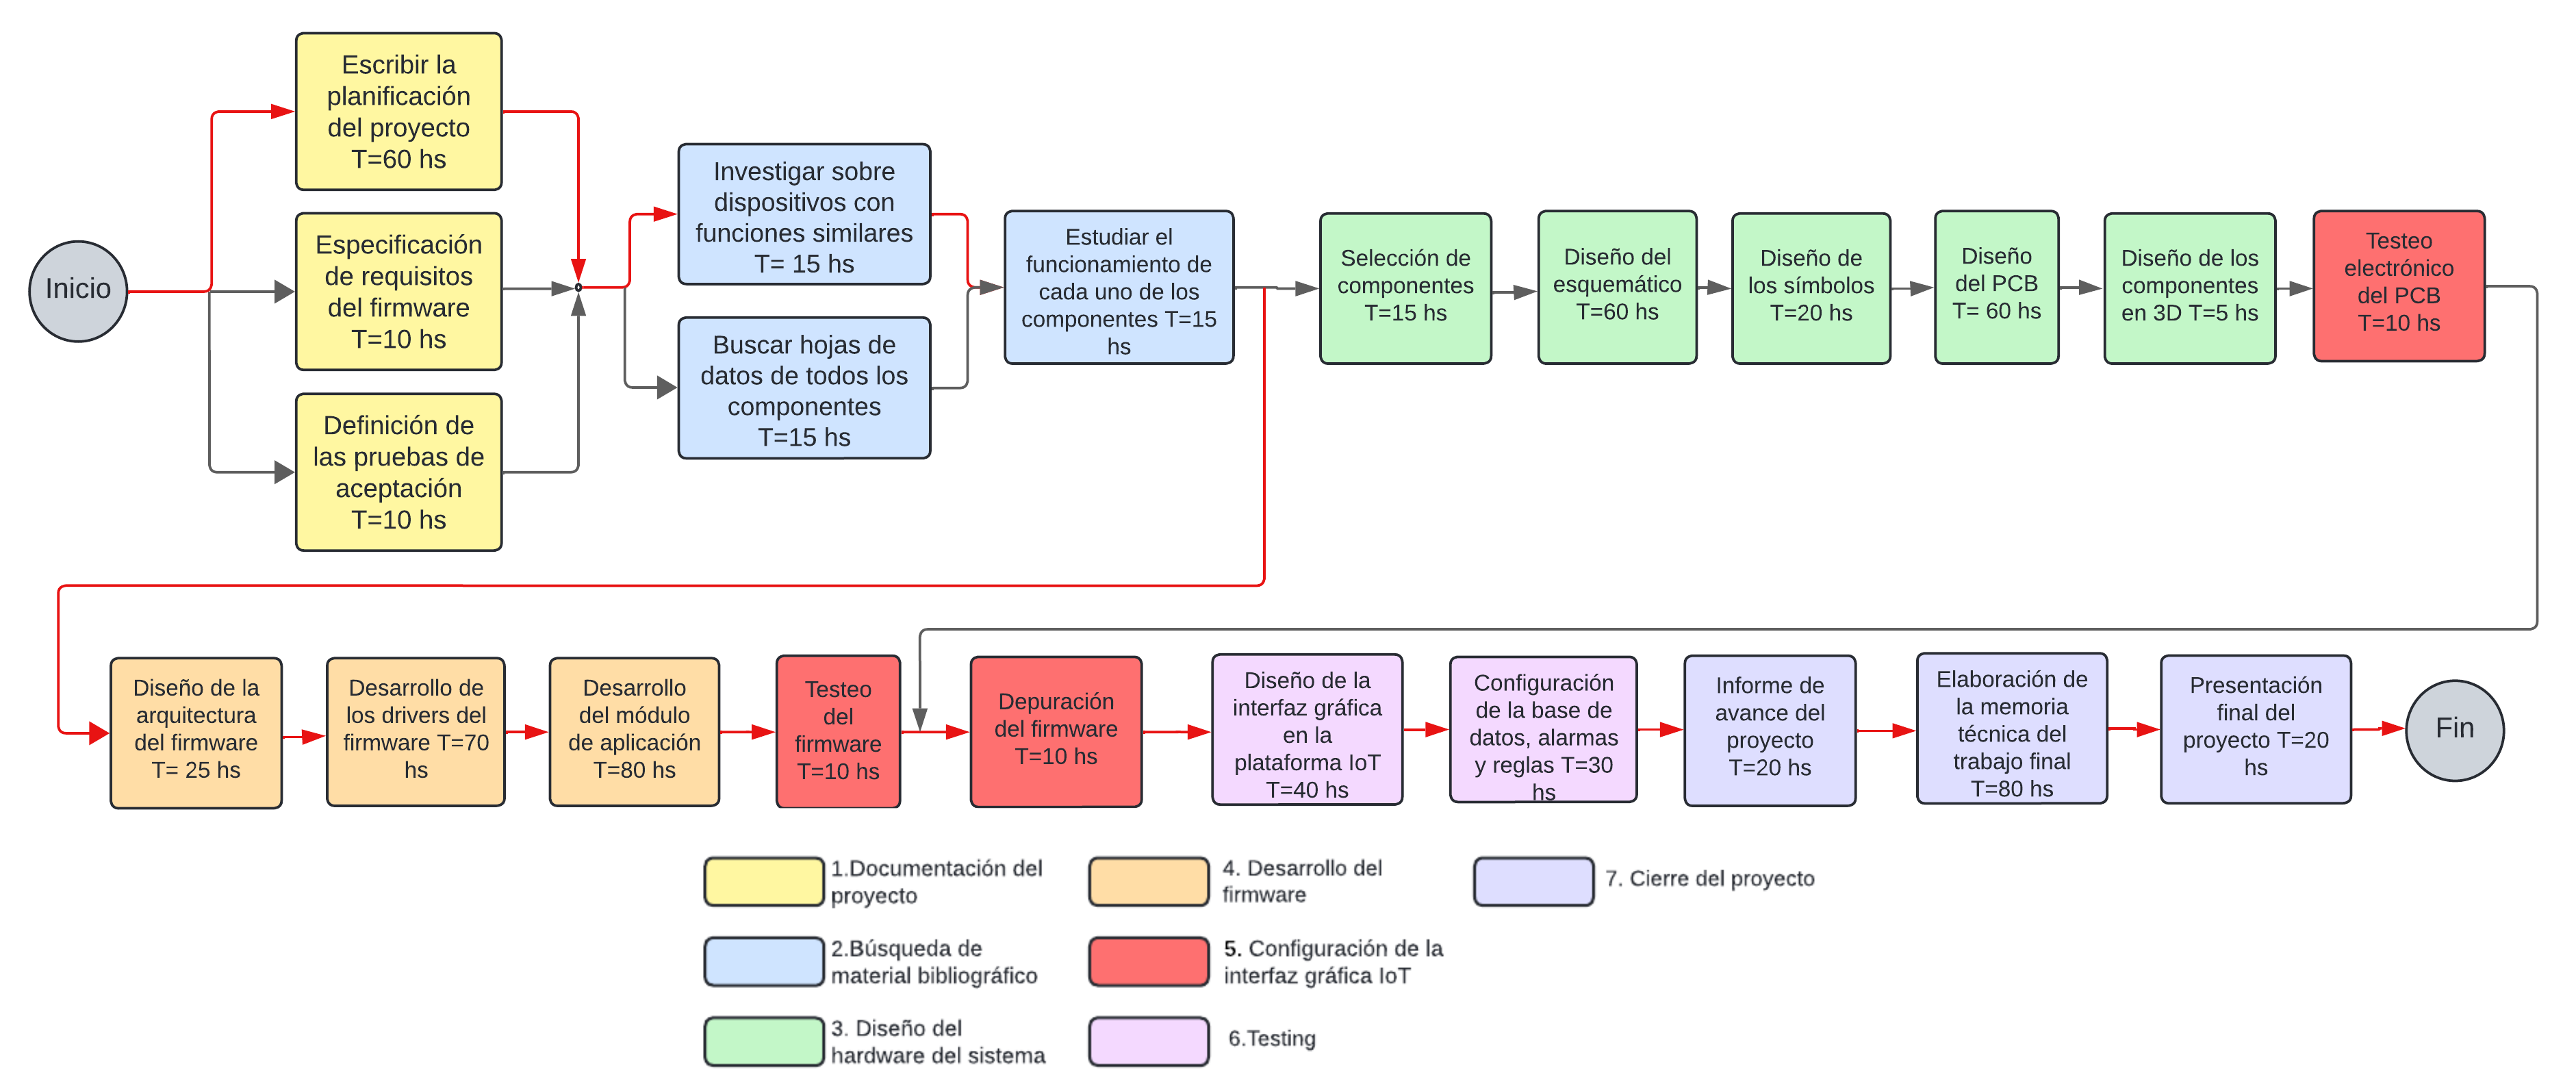 Inicio
Escribir la
planificación
del proyecto
T=60 hs
Especificación
de requisitos
del firmware
T=10 hs
Definición de
las pruebas de
aceptación
T=10 hs
Investigar sobre
dispositivos con
funciones similares
T= 15 hs
Buscar hojas de
datos de todos los
componentes
T=15 hs
Estudiar el
funcionamiento de
cada uno de los
componentes T=15
hs
Selección de
componentes
T=15 hs
Diseño del
esquemático
T=60 hs
Diseño de
los símbolos
T=20 hs
Diseño
del PCB
T= 60 hs
Diseño de los
componentes
en 3D T=5 hs
Testeo
electrónico
del PCB
T=10 hs
Diseño de la
arquitectura
del firmware
T= 25 hs
Desarrollo de
los drivers del
firmware T=70
hs
Desarrollo
del módulo
de aplicación
T=80 hs
Testeo
del
firmware
T=10 hs
Depuración
del firmware
T=10 hs
Diseño de la
interfaz gráfica
en la
plataforma IoT
T=40 hs
Configuración
de la base de
datos, alarmas
y reglas T=30
hs
Informe de
avance del
proyecto
T=20 hs
Elaboración de
la memoria
técnica del
trabajo final
T=80 hs
Presentación
final del
proyecto T=20
hs
Fin
1.Documentación del
proyecto
2.Búsqueda de
material bibliográfico
3. Diseño del
hardware del sistema
4. Desarrollo del
firmware
5. Configuración de la
interfaz gráfica IoT
6.Testing
7. Cierre del proyecto